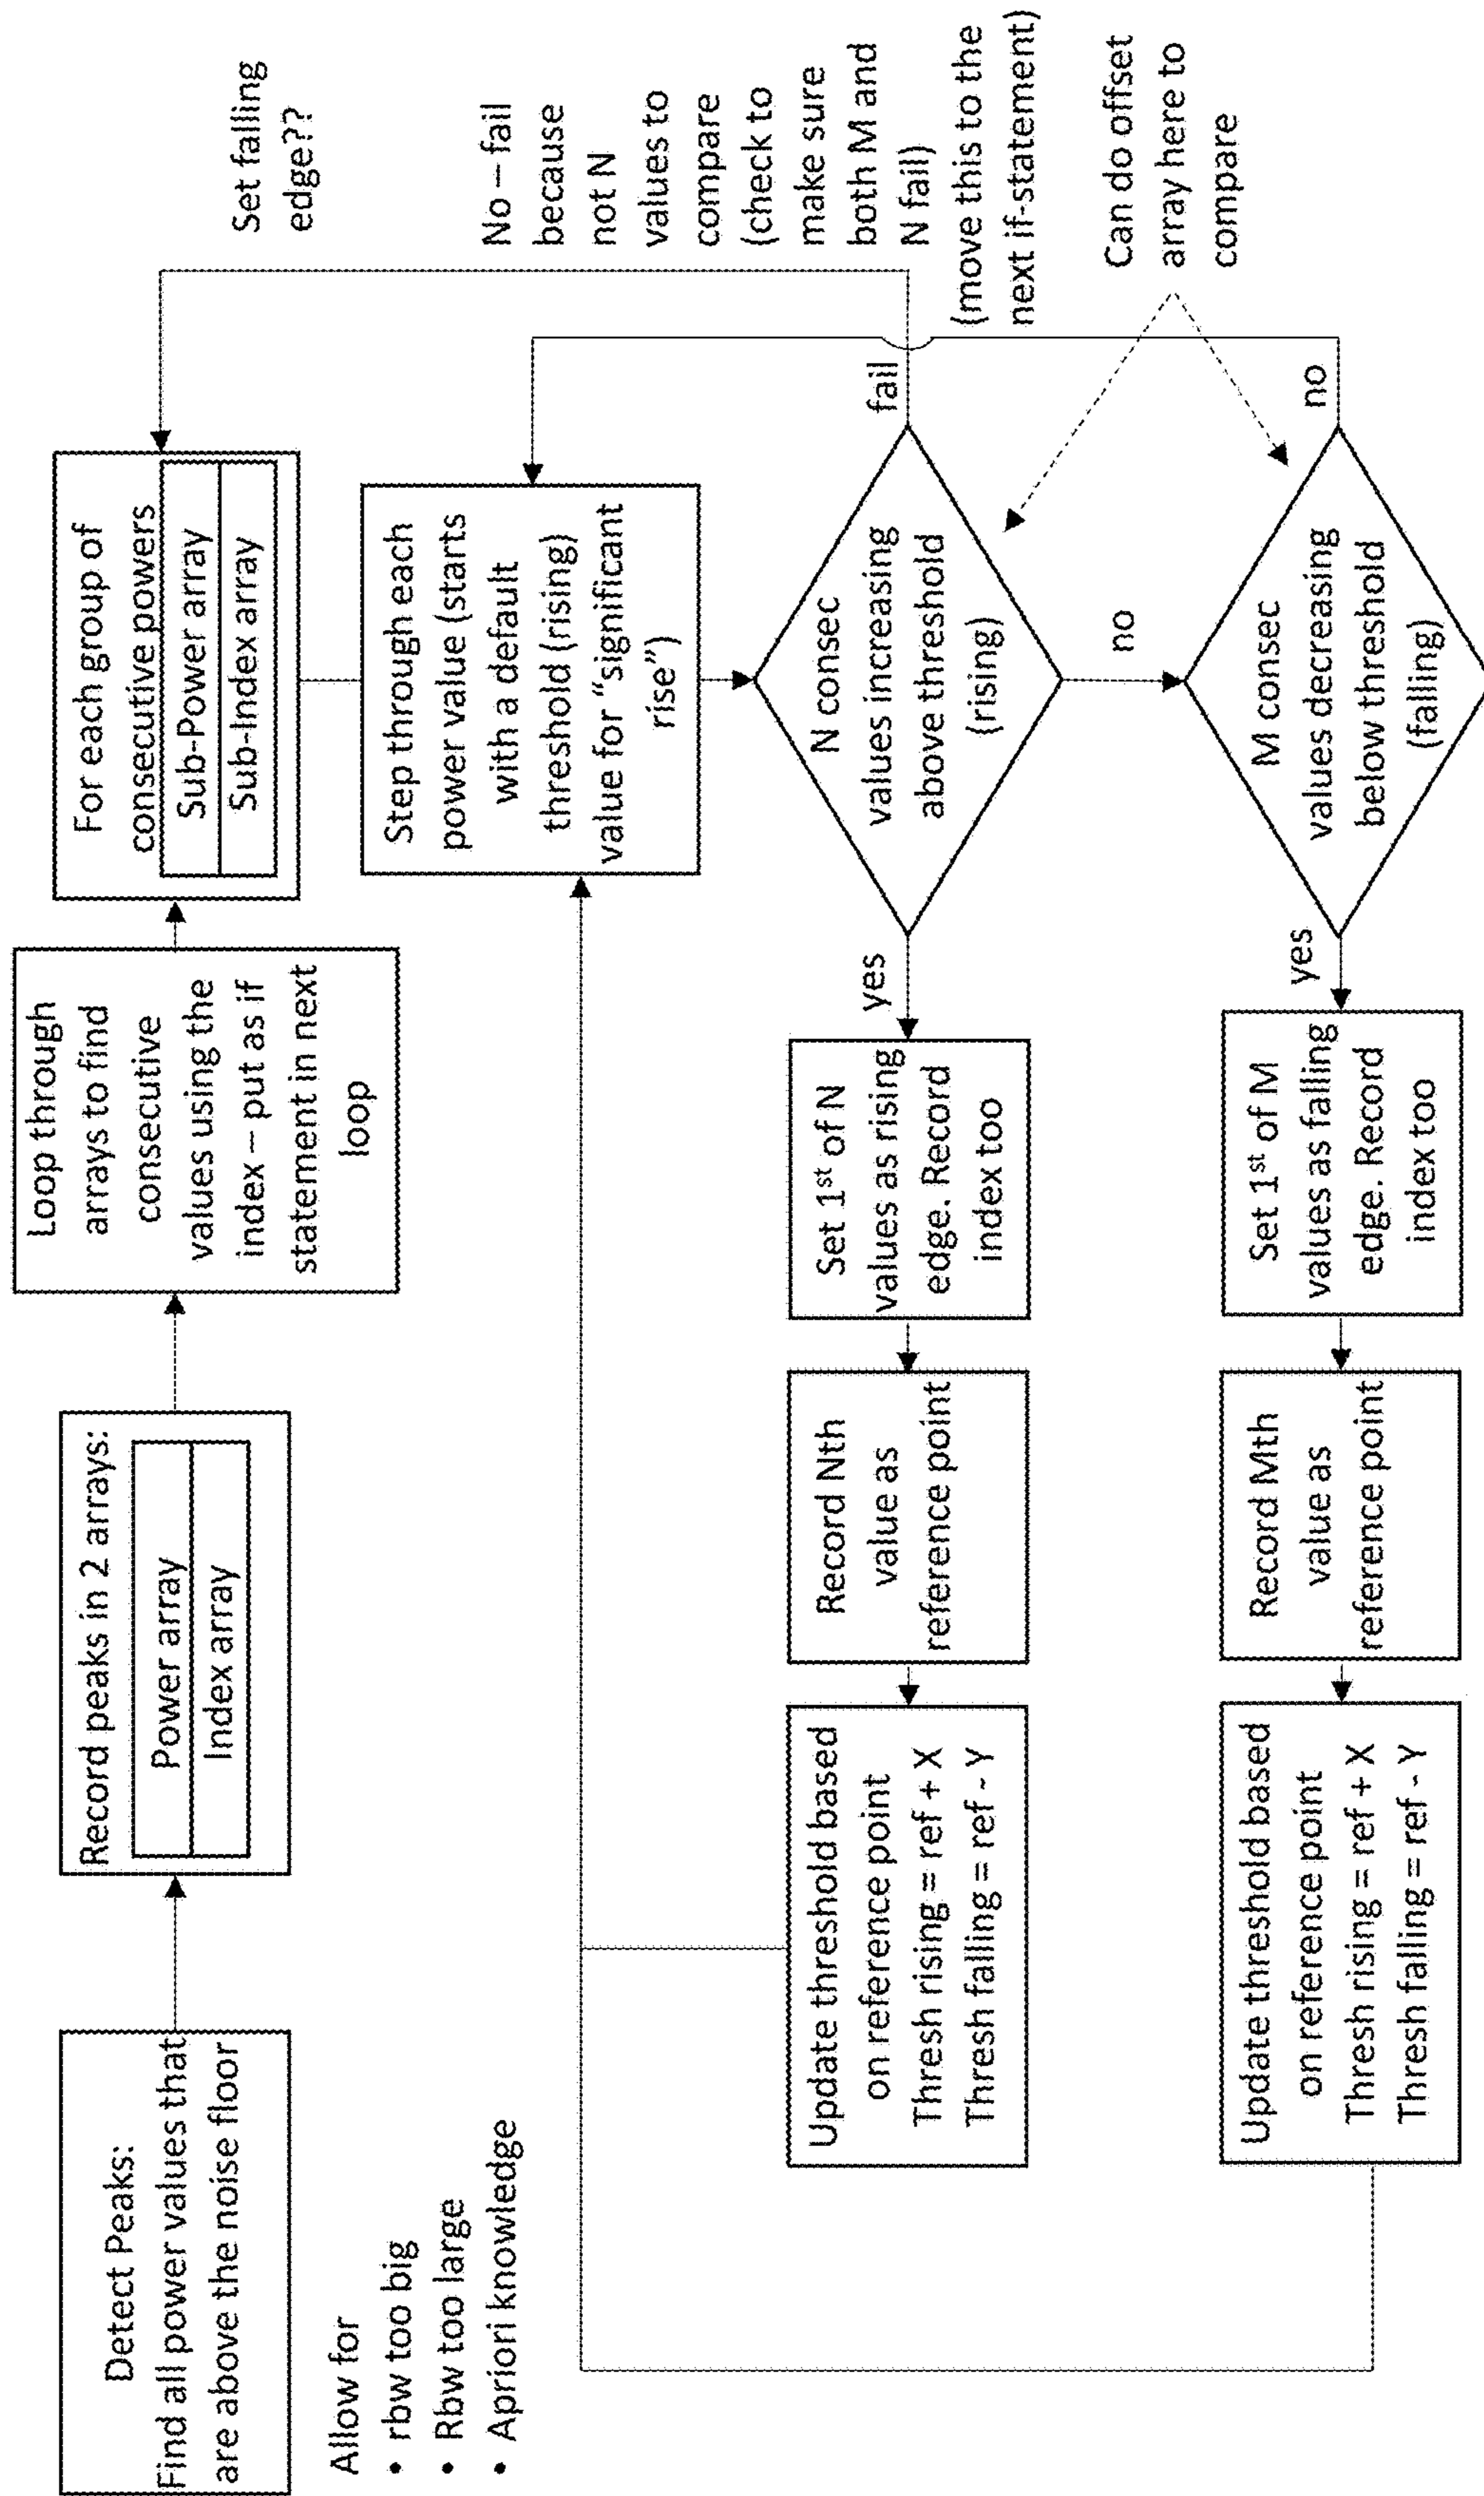 Detect Peaks:
Find all power values that
are above the noise floor
Record peaks in 2 arrays:
Power array
Index array
Loop through
arrays to find
consecutive
values using the
index – put as if
statement in next
loop
For each group of
consecutive powers
Sub-Power array
Sub-Index array
Set falling
edge??
Allow for
• rbw too big
• Rbw too large
• Apriori knowledge
Step through each
power value (starts
with a default
threshold (rising)
value for “significant
rise”)
No – fail
because
not N
values to
compare
(check to
make sure
both M and
N fail)
(move this to the
next if-statement)
fail
N consec
values increasing
above threshold
(rising)
yes
Set 1st of N
values as rising
edge. Record
index too
Record Nth
value as
reference point
Update threshold based
on reference point
Thresh rising = ref + X
Thresh falling = ref - Y
no
Can do offset
array here to
compare
M consec
values decreasing
below threshold
(falling)
no
yes
Set 1st of M
values as falling
edge. Record
index too
Record Mth
value as
reference point
Update threshold based
on reference point
Thresh rising = ref + X
Thresh falling = ref - Y